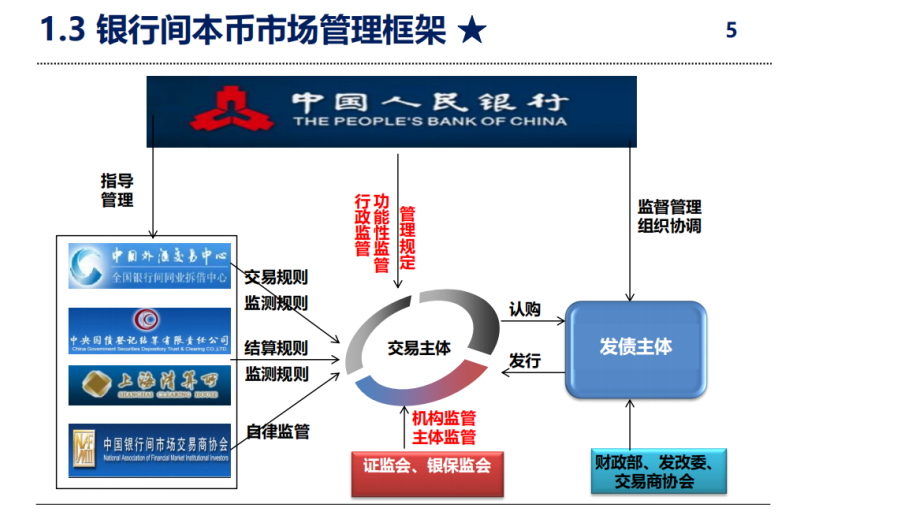 1.3 银行间本币市场管理框架 ★
5
中国人民银行
THE PEOPLE'S BANK OF CHINA
指导
管理
行政监管
功能性监管
管理规定
监督管理
组织协调
中国外汇交易中心
全国银行间同业拆借中心
交易规则
监测规则
中央国债登记结算有限责任公司
China Government Securities Depository Trust & Clearing CO.,LTD.
结算规则
监测规则
上海清算所
SHANGHAI CLEARING HOUSE
自律监管
NAFMII
中国银行间市场交易商协会
National Association of Financial Market Institutional Investors
交易主体
认购
发行
发债主体
机构监管
主体监管
证监会、银保监会
财政部、发改委、
交易商协会